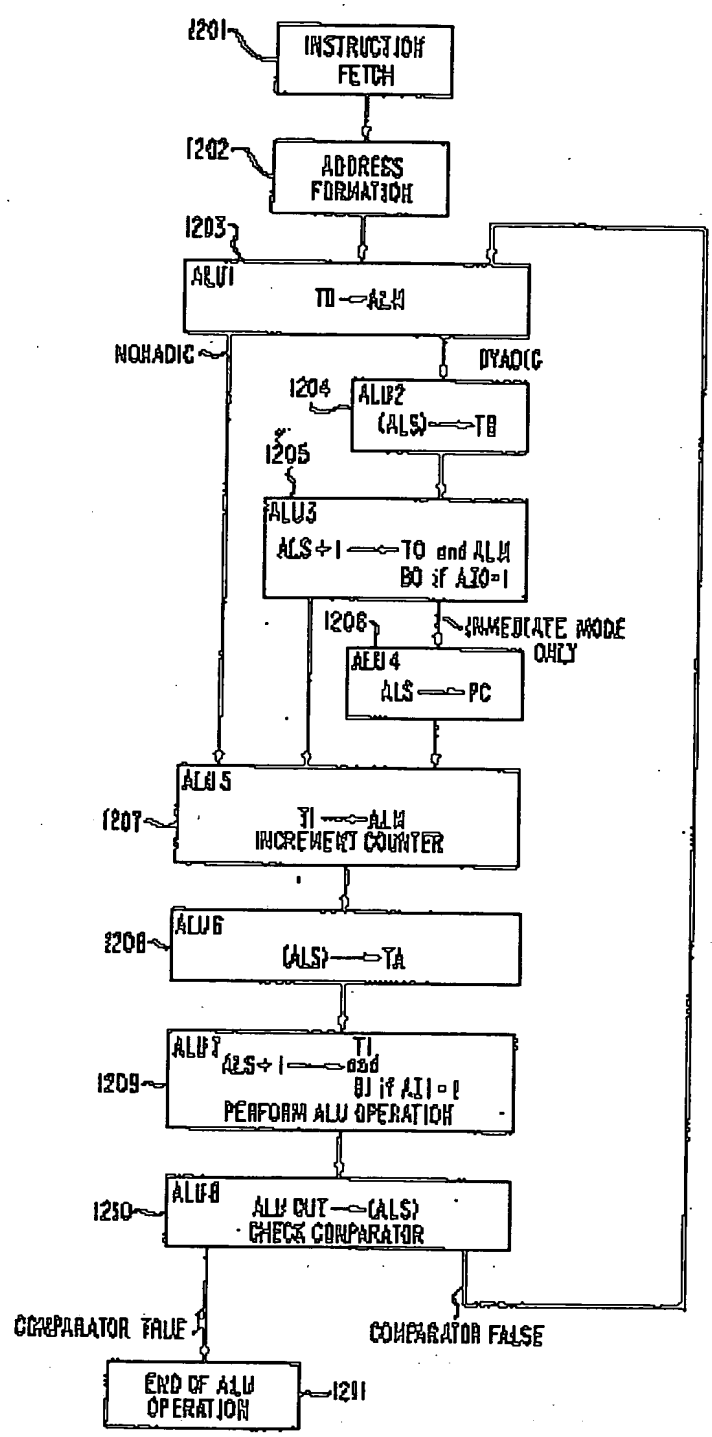 1201
INSTRUCTION
FETCH
1202
ADDRESS
FORMATION
1203
ALU1
T0 → ALM
MONADIC
DYADIC
1204
ALU2
(ALS) → TB
1205
ALU3
ALS + 1 → T0 and ALM
B0 if AI0=1
1206
IMMEDIATE MODE
ONLY
ALU4
ALS → PC
ALU5
1207
T1 → ALM
INCREMENT COUNTER
ALU6
1208
(ALS) → TA
ALU7
T1
ALS + 1 → and
B1 if AI1 = 1
1209
PERFORM ALU OPERATION
ALU8
1210
ALU OUT → (ALS)
CHECK COMPARATOR
COMPARATOR TRUE
COMPARATOR FALSE
END OF ALU
OPERATION
1211